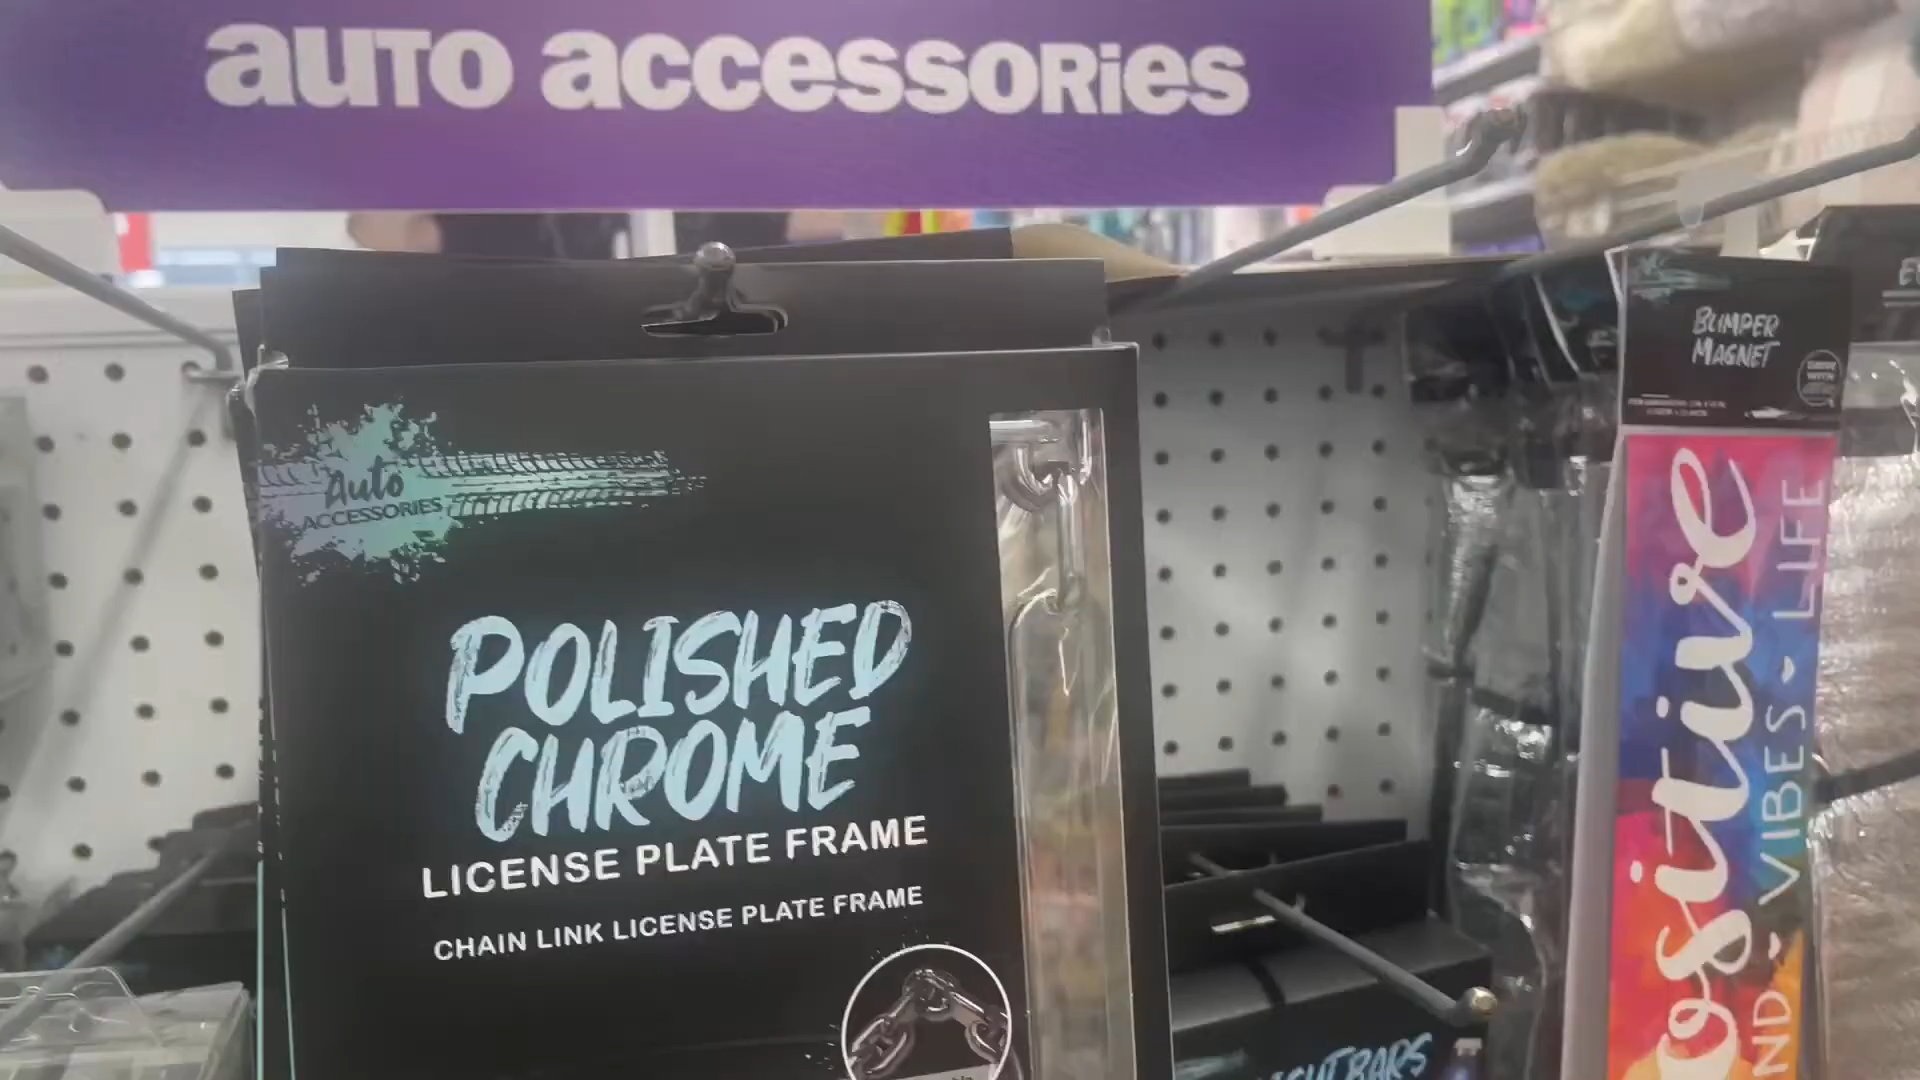 auTO accessORies
Auto
ACCESSORIES
POLISHED
CHROME
LICENSE PLATE FRAME
CHAIN LINK LICENSE PLATE FRAME
BUMPER
MAGNET
VIBES
LIFE